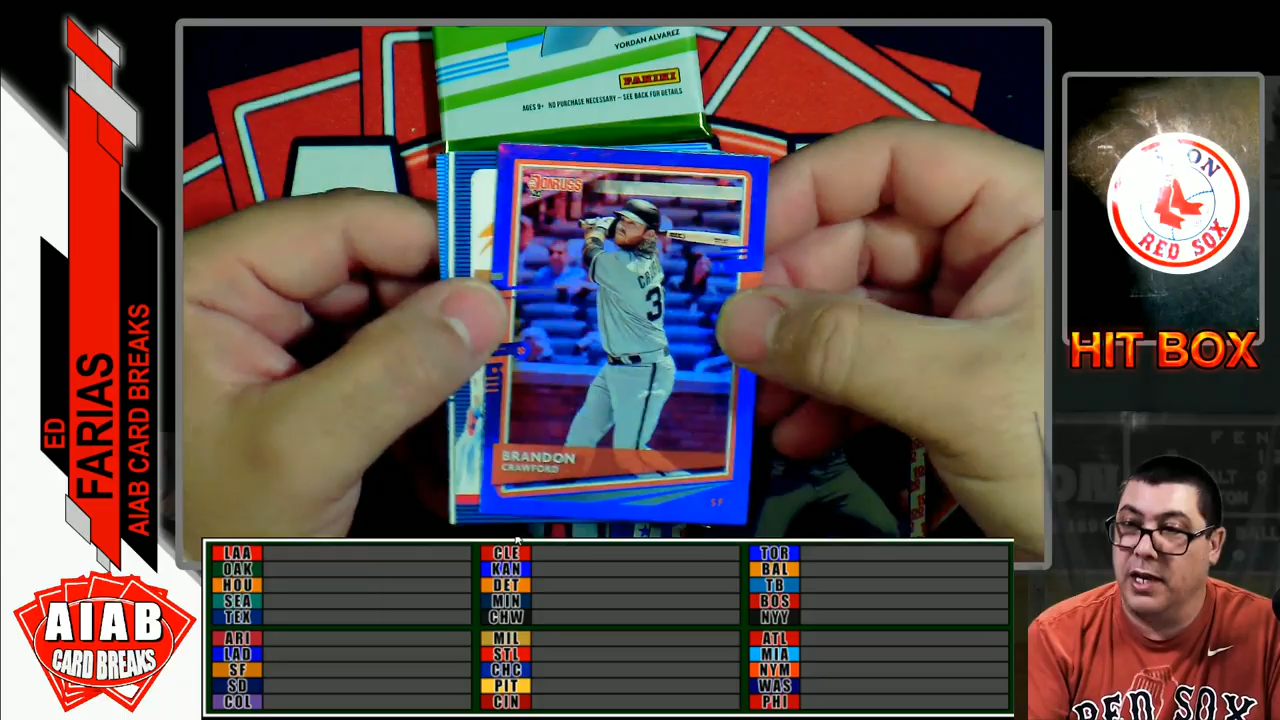 YORDAN ALVAREZ
PANINI
AGES 9+ NO PURCHASE NECESSARY – SEE BACK FOR DETAILS
DONRUSS
BRANDON
CRAWFORD
SF
3
ED
FARIAS
AIAB CARD BREAKS
AIAB
CARD BREAKS
RED SOX
HIT BOX
RED SOX
LAA
OAK
HOU
SEA
TEX
ARI
LAD
SF
SD
COL
CLE
KAN
DET
MIN
CHW
MIL
STL
CHC
PIT
CIN
TOR
BAL
TB
BOS
NYY
ATL
MIA
NYM
WAS
PHI